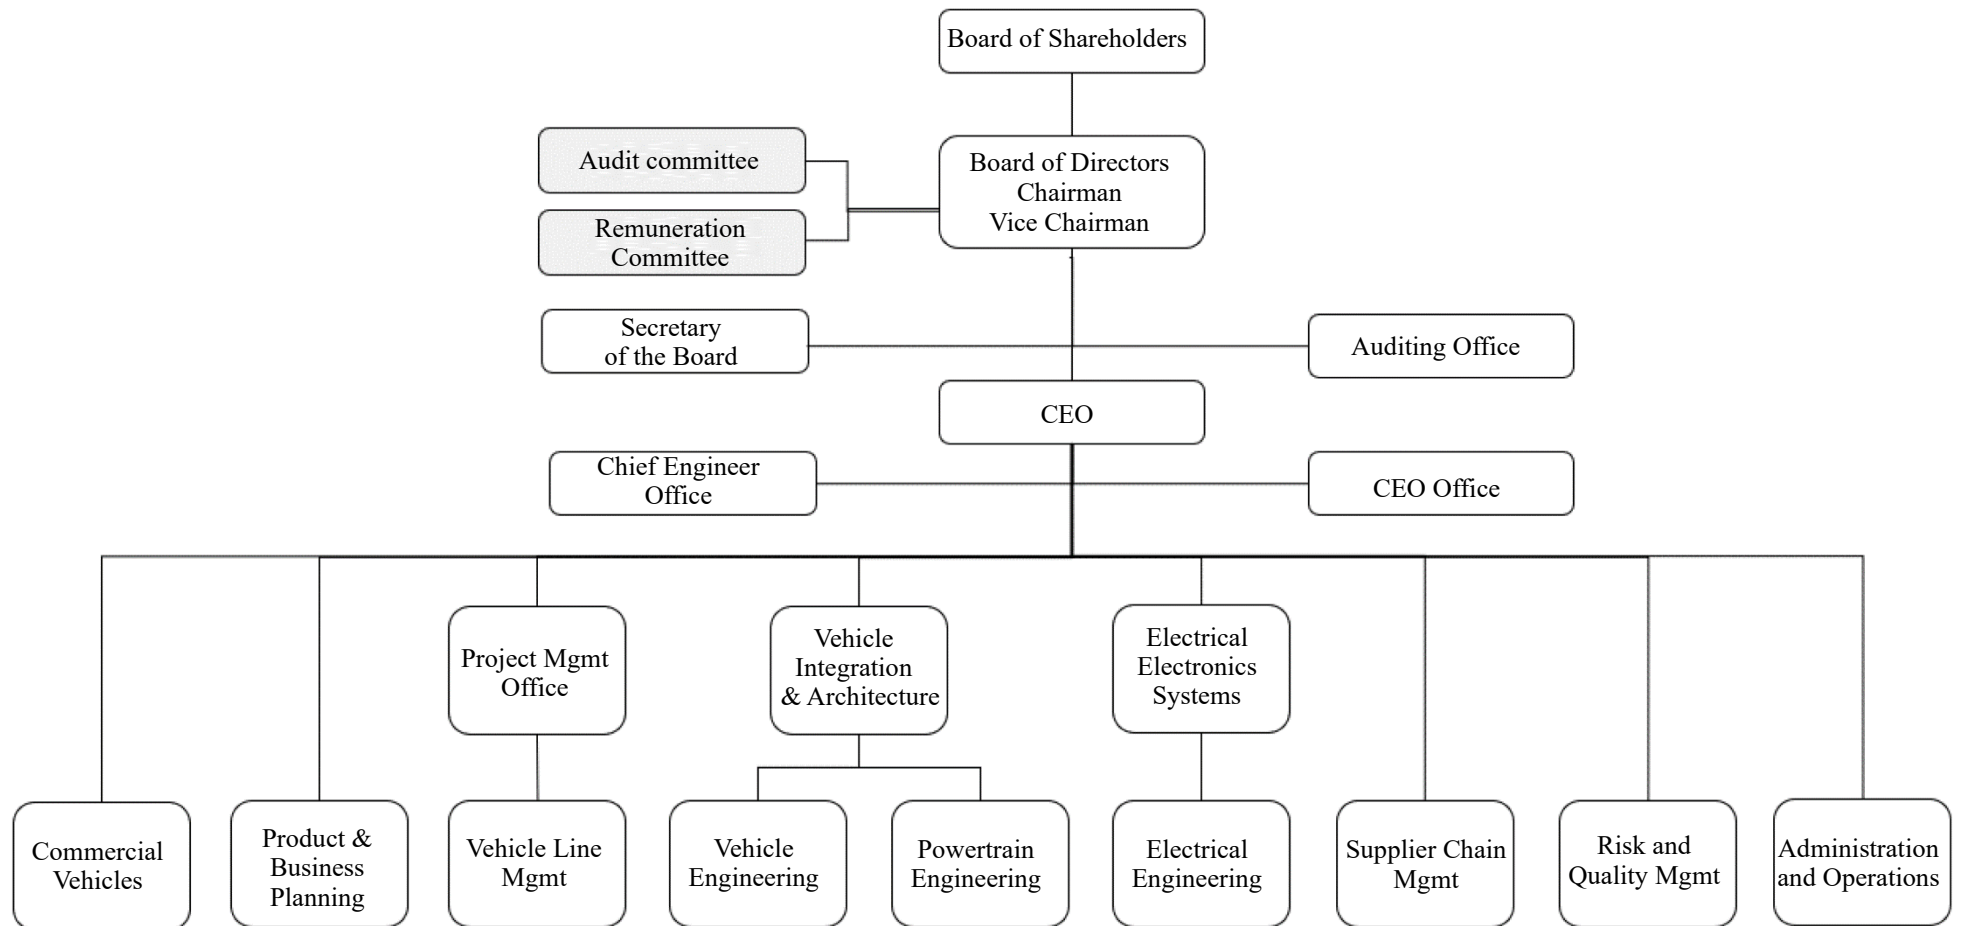 Board of Shareholders
Audit committee
Board of Directors
Chairman
Vice Chairman
Remuneration
Committee
Secretary
of the Board
Auditing Office
CEO
Chief Engineer
Office
CEO Office
Project Mgmt
Office
Vehicle
Integration
& Architecture
Electrical
Electronics
Systems
Commercial
Vehicles
Product &
Business
Planning
Vehicle Line
Mgmt
Vehicle
Engineering
Powertrain
Engineering
Electrical
Engineering
Supplier Chain
Mgmt
Risk and
Quality Mgmt
Administration
and Operations